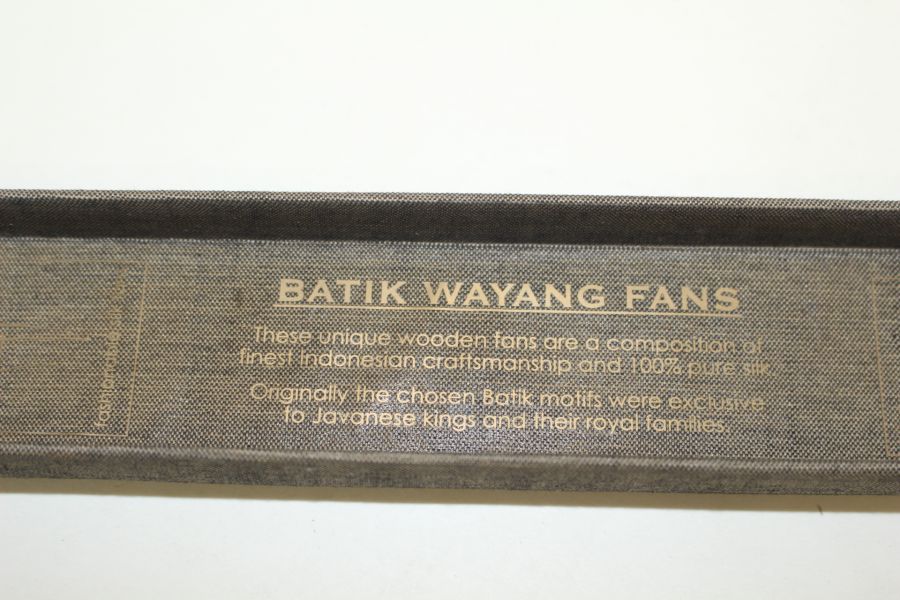 BATIK WAYANG FANS
These unique wooden fans are a composition of
finest Indonesian craftsmanship and 100% pure silk.
Originally the chosen Batik motifs were exclusive
to Javanese kings and their royal families.